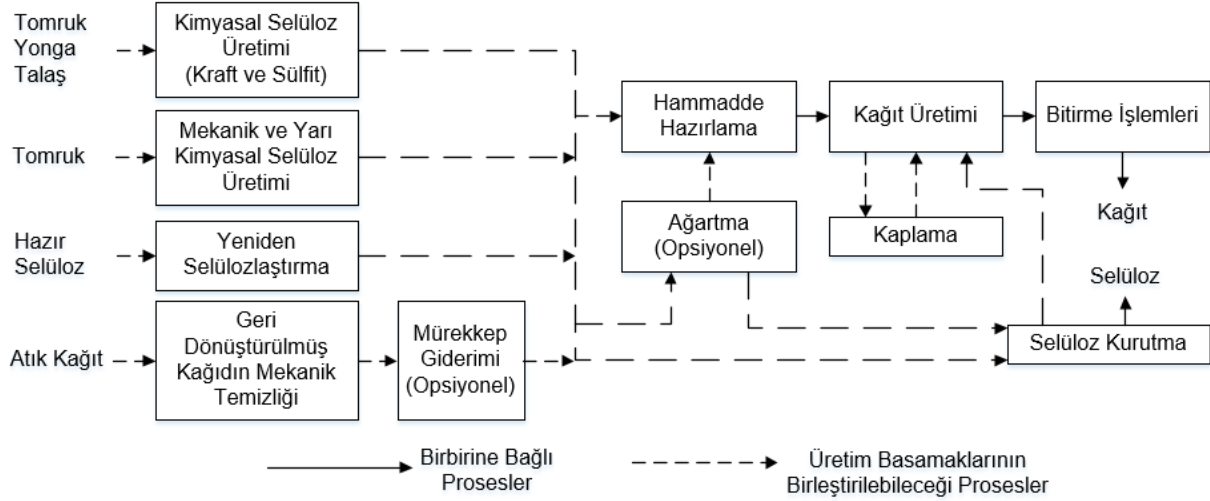 Tomruk
Yonga
Talaş
Kimyasal Selüloz
Üretimi
(Kraft ve Sülfit)
Tomruk
Mekanik ve Yarı
Kimyasal Selüloz
Üretimi
Hazır
Selüloz
Yeniden
Selülozlaştırma
Atık Kağıt
Geri
Dönüştürülmüş
Kağıdın Mekanik
Temizliği
Mürekkep
Giderimi
(Opsiyonel)
Hammadde
Hazırlama
Ağartma
(Opsiyonel)
Kağıt Üretimi
Kaplama
Bitirme İşlemleri
Kağıt
Selüloz
Selüloz Kurutma
Birbirine Bağlı
Prosesler
Üretim Basamaklarının
Birleştirilebileceği Prosesler